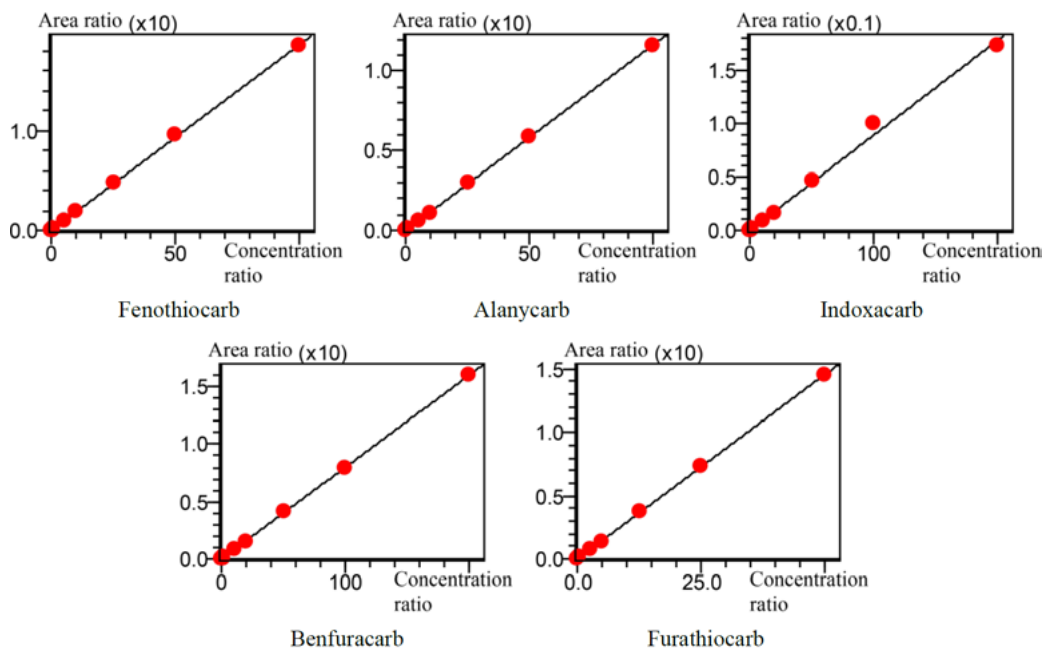 Area ratio (x10)
1.0
0.0
0
50
Concentration
ratio
Fenothiocarb
Area ratio (x10)
1.0
0.5
0.0
0
50
Concentration
ratio
Alanycarb
Area ratio (x0.1)
1.5
1.0
0.5
0.0
0
100
Concentration
ratio
Indoxacarb
Area ratio (x10)
1.5
1.0
0.5
0.0
0
100
Concentration
ratio
Benfuracarb
Area ratio (x10)
1.5
1.0
0.5
0.0
0.0
25.0
Concentration
ratio
Furathiocarb